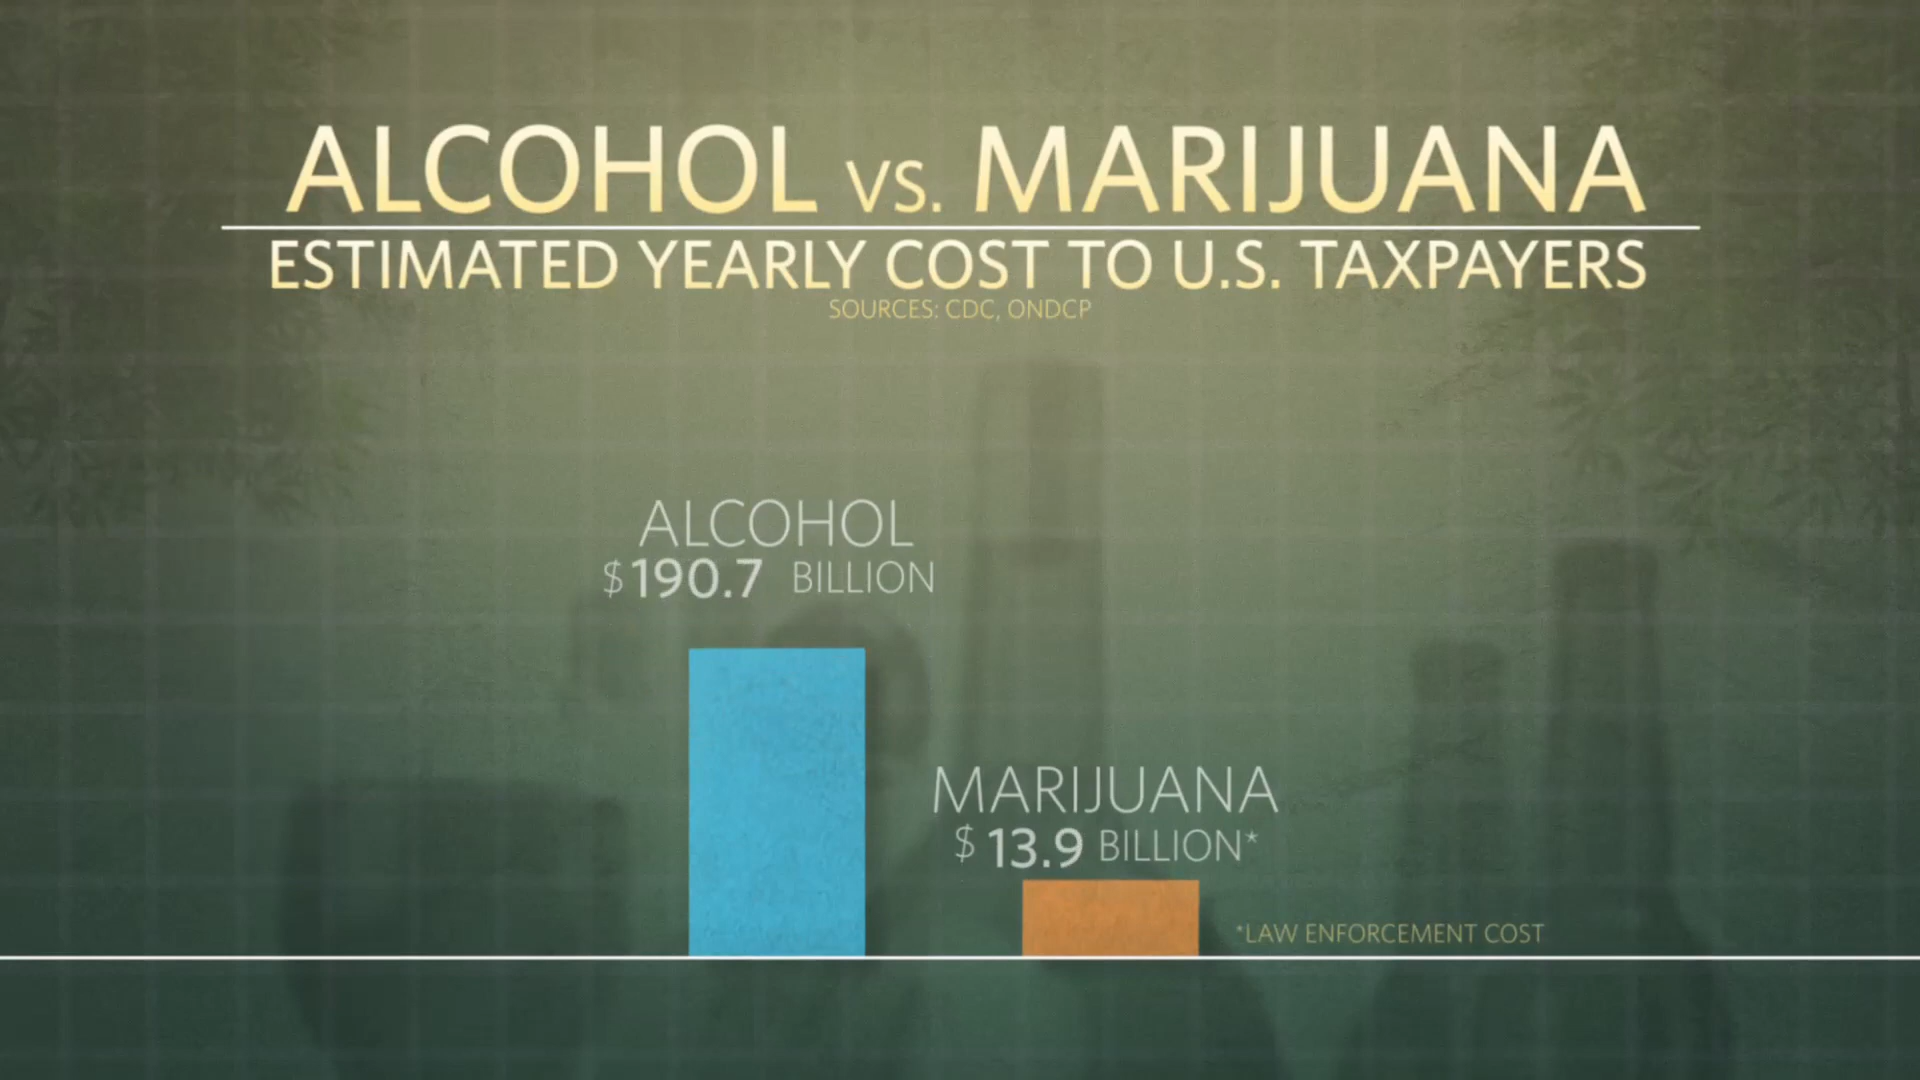 ALCOHOL VS. MARIJUANA
ESTIMATED YEARLY COST TO U.S. TAXPAYERS
SOURCES: CDC, ONDCP
ALCOHOL
$190.7 BILLION
MARIJUANA
$13.9 BILLION*
*LAW ENFORCEMENT COST